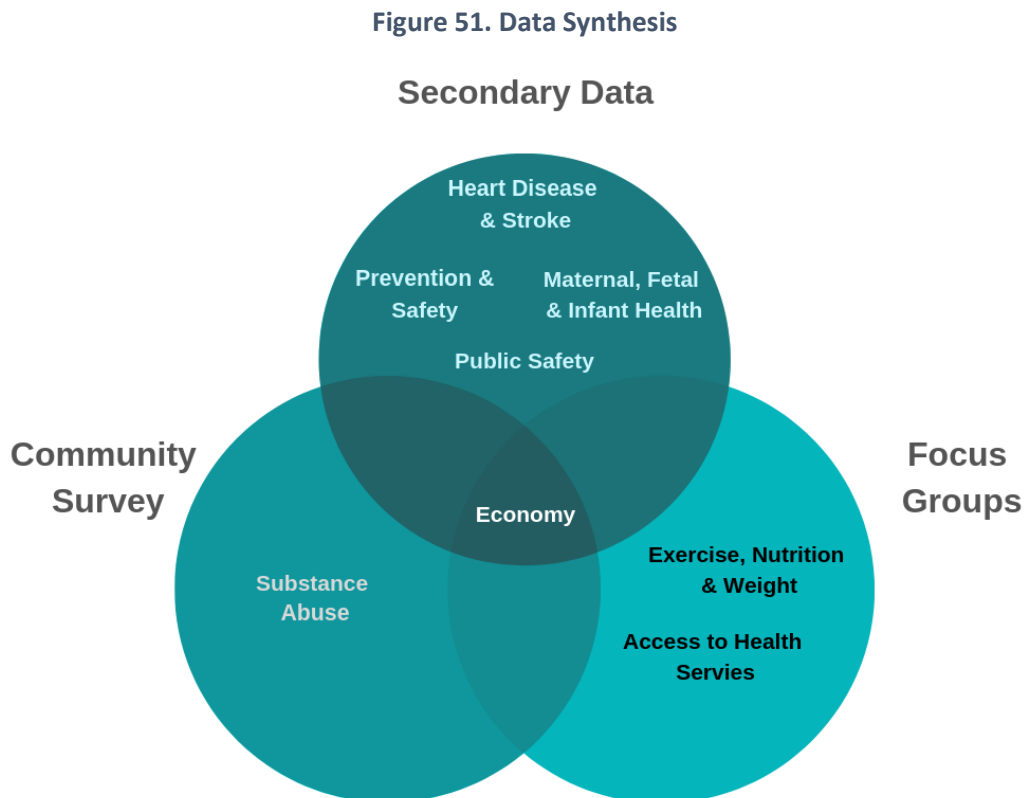 Figure 51. Data Synthesis
Secondary Data
Heart Disease
& Stroke
Prevention &
Safety
Maternal, Fetal
& Infant Health
Public Safety
Community
Survey
Focus
Groups
Economy
Exercise, Nutrition
& Weight
Substance
Abuse
Access to Health
Servies